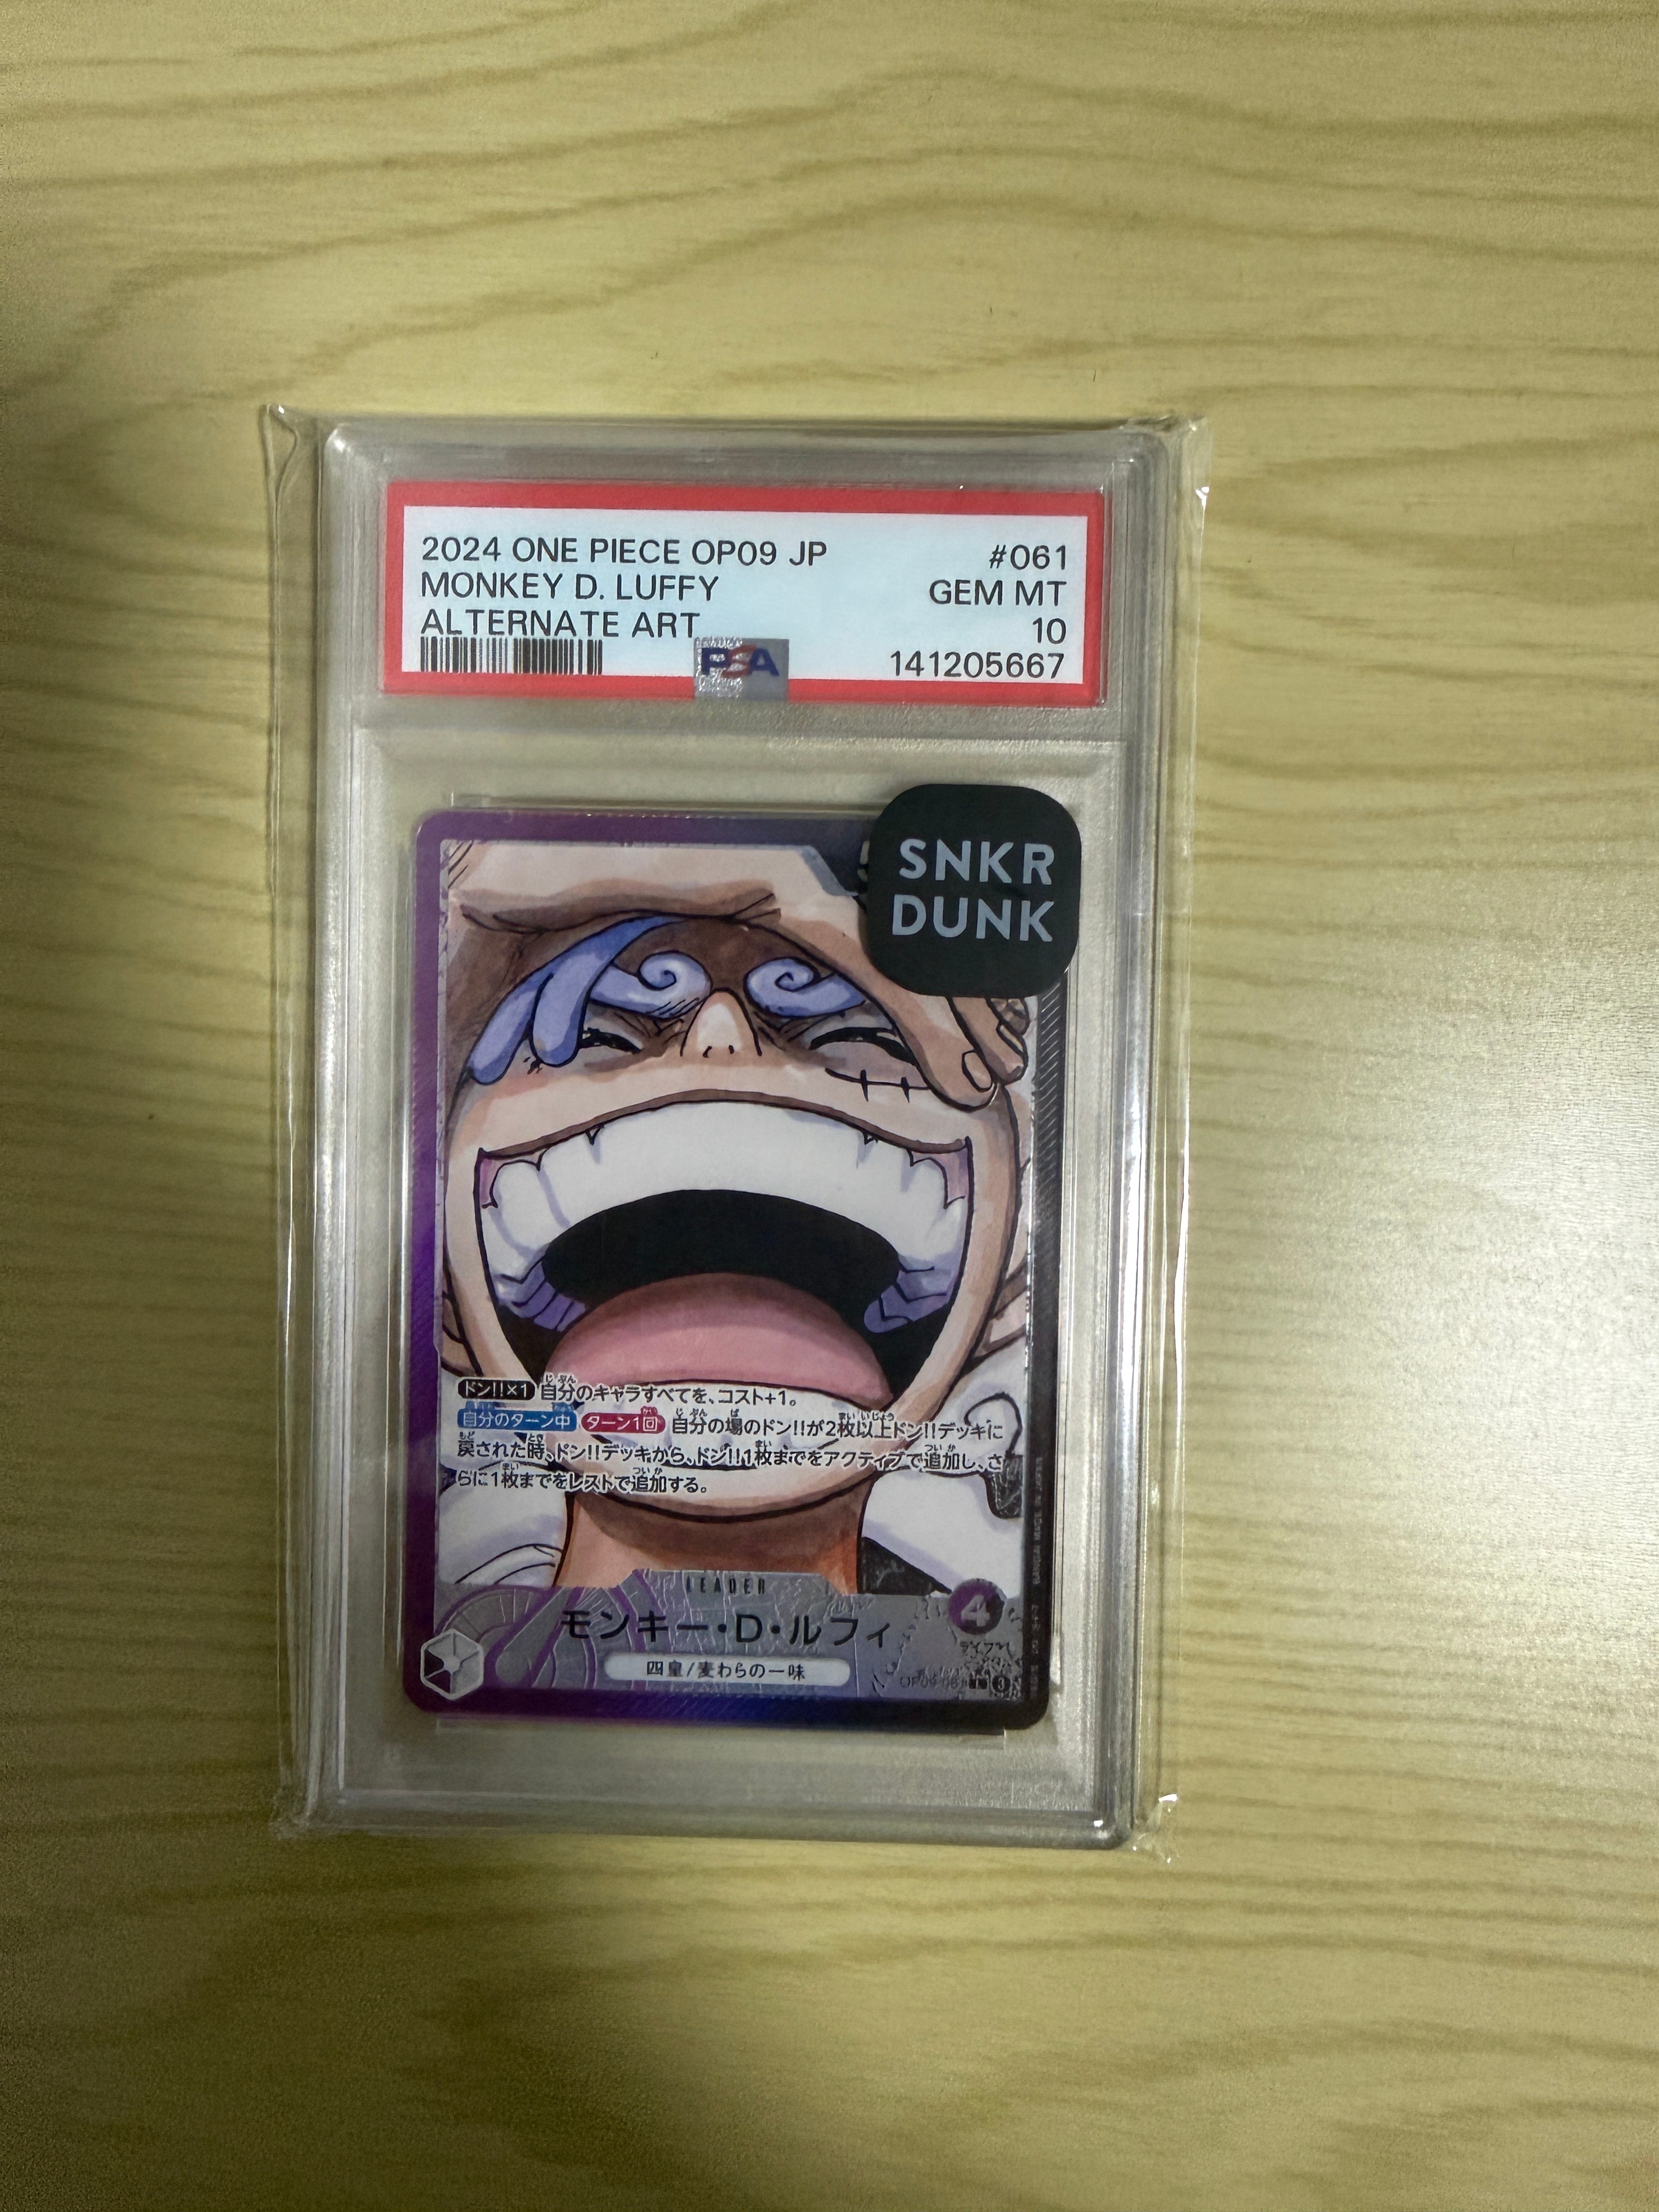 2024 ONE PIECE OP09 JP #061
MONKEY D. LUFFY GEM MT
ALTERNATE ART 10
PSA 141205667
SNKR
DUNK
ドン!!×1 自分のキャラすべてを、コスト+1。
自分のターン中 ターン1回 自分の場のドン!!が2枚以上ドン!!デッキに
戻された時、ドン!!デッキから、ドン!!1枚までをアクティブで追加し、さ
らに1枚までをレストで追加する。
LEADER
モンキー・D・ルフィ
4
ライフ
四皇/麦わらの一味